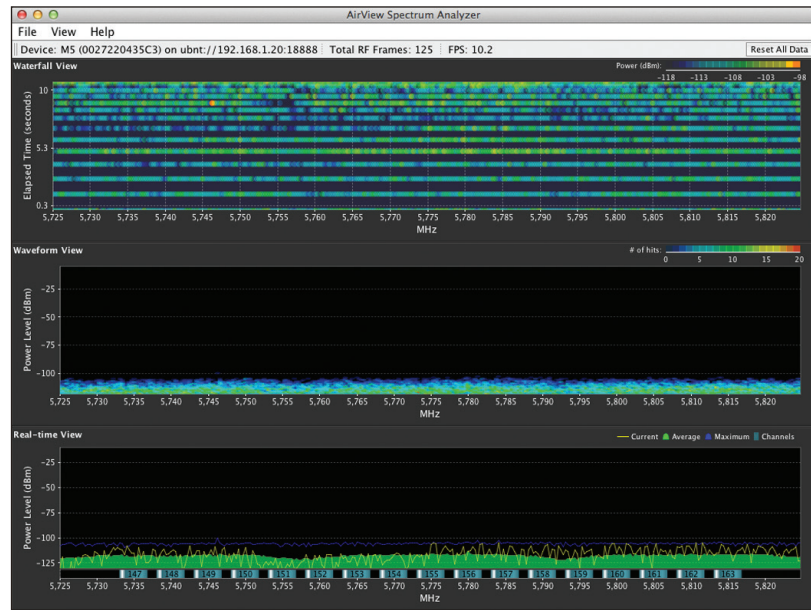 AirView Spectrum Analyzer
File View Help
Device: M5 (0027220435C3) on ubnt://192.168.1.20:18888 Total RF Frames: 125 FPS: 10.2 Reset All Data
Waterfall View Power (dBm):
-118 -113 -108 -103 -98
Elapsed Time (seconds)
10
5.3
0.3
5,725 5,730 5,735 5,740 5,745 5,750 5,755 5,760 5,765 5,770 5,775 5,780 5,785 5,790 5,795 5,800 5,805 5,810 5,815 5,820
MHz
Waveform View # of hits:
0 5 10 15 20
Power Level (dBm)
-25
-50
-75
-100
5,725 5,730 5,735 5,740 5,745 5,750 5,755 5,760 5,765 5,770 5,775 5,780 5,785 5,790 5,795 5,800 5,805 5,810 5,815 5,820
MHz
Real-time View Current Average Maximum Channels
Power Level (dBm)
-25
-50
-75
-100
-125
147 148 149 150 151 152 153 154 155 156 157 158 159 160 161 162 163
5,725 5,730 5,735 5,740 5,745 5,750 5,755 5,760 5,765 5,770 5,775 5,780 5,785 5,790 5,795 5,800 5,805 5,810 5,815 5,820
MHz